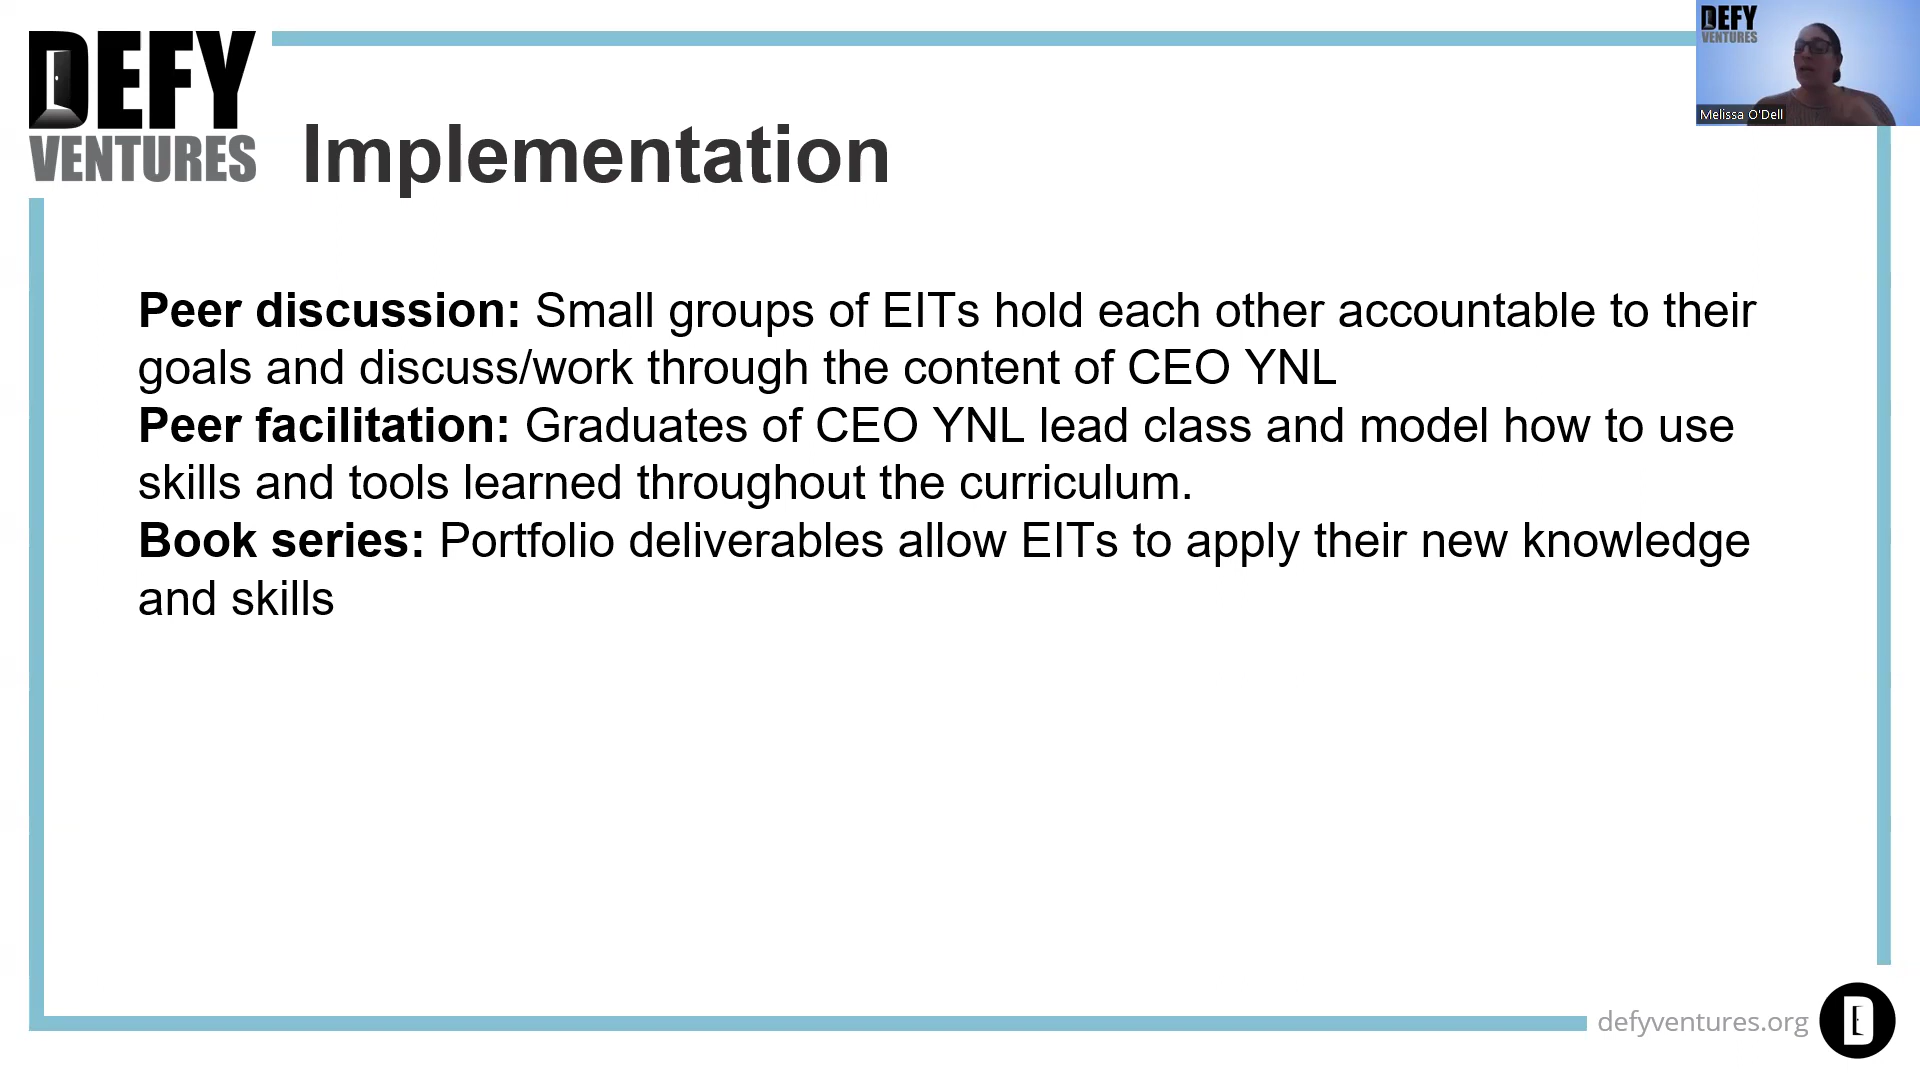 DEFY
VENTURES
Implementation
DEFY
VENTURES
Melissa O'Dell
Peer discussion: Small groups of EITs hold each other accountable to their
goals and discuss/work through the content of CEO YNL
Peer facilitation: Graduates of CEO YNL lead class and model how to use
skills and tools learned throughout the curriculum.
Book series: Portfolio deliverables allow EITs to apply their new knowledge
and skills
defyventures.org
D